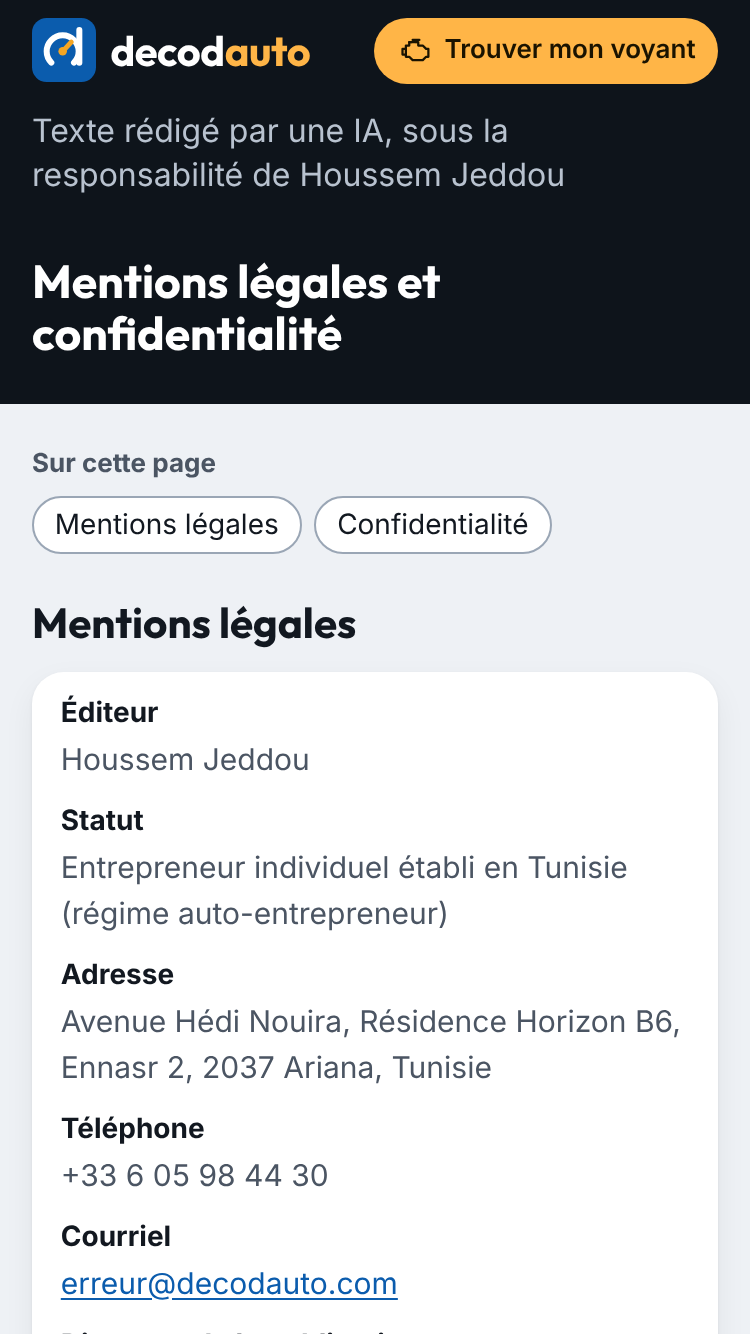 decodauto
Trouver mon voyant
Texte rédigé par une IA, sous la
responsabilité de Houssem Jeddou
Mentions légales et
confidentialité
Sur cette page
Mentions légales
Confidentialité
Mentions légales
Éditeur
Houssem Jeddou
Statut
Entrepreneur individuel établi en Tunisie
(régime auto-entrepreneur)
Adresse
Avenue Hédi Nouira, Résidence Horizon B6,
Ennasr 2, 2037 Ariana, Tunisie
Téléphone
+33 6 05 98 44 30
Courriel
erreur@decodauto.com